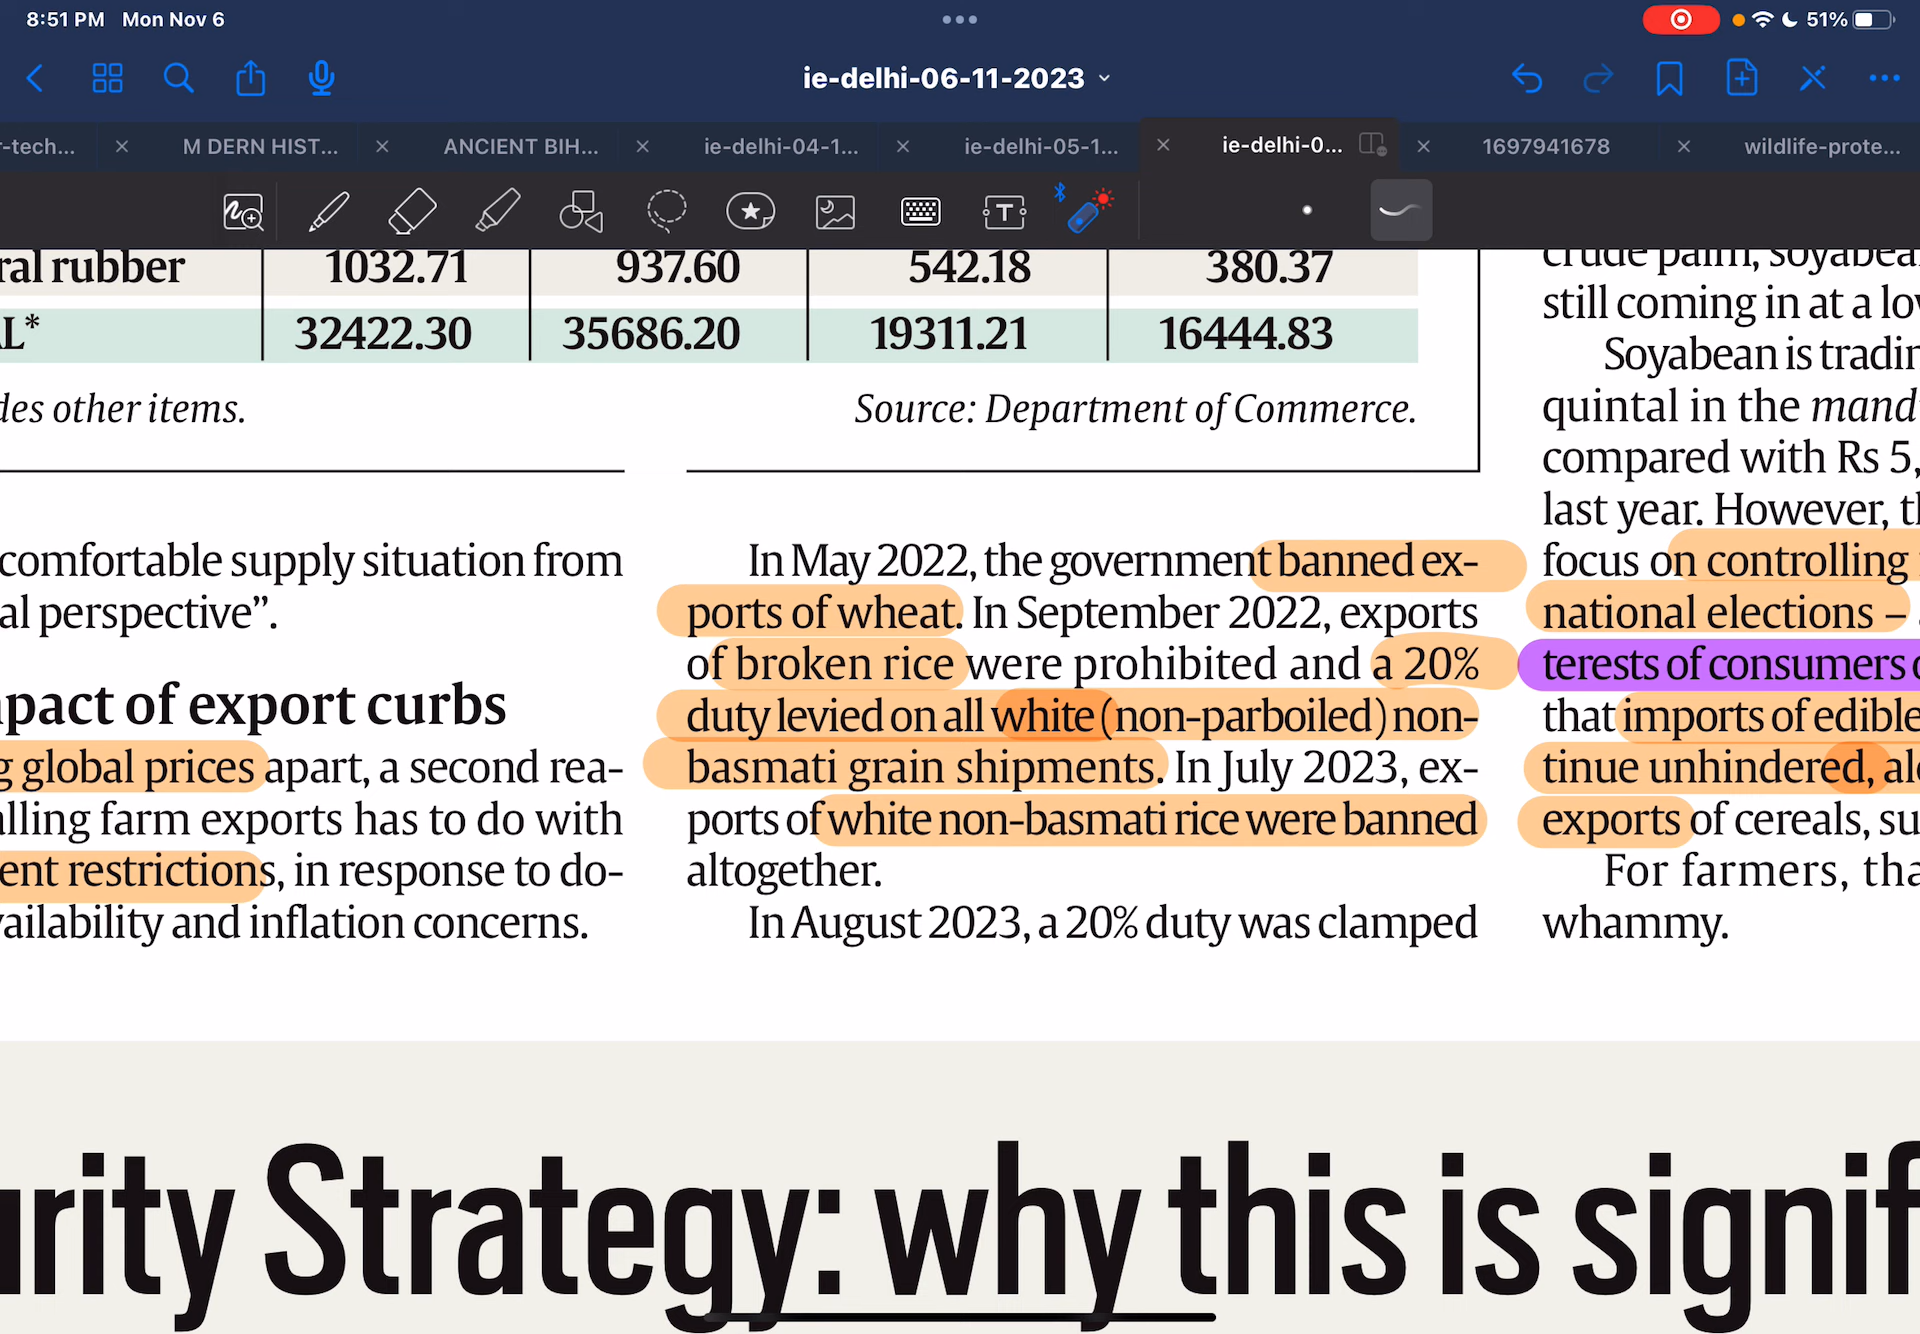 8:51 PM Mon Nov 6
51%
ie-delhi-06-11-2023
r-tech...
M DERN HIST...
ANCIENT BIH...
ie-delhi-04-1...
ie-delhi-05-1...
ie-delhi-0...
1697941678
wildlife-prote...
ral rubber 1032.71 937.60 542.18 380.37
L* 32422.30 35686.20 19311.21 16444.83
des other items. Source: Department of Commerce.
comfortable supply situation from
al perspective”.
pact of export curbs
g global prices apart, a second rea-
lling farm exports has to do with
ent restrictions, in response to do-
ailability and inflation concerns.
In May 2022, the government banned ex-
ports of wheat. In September 2022, exports
of broken rice were prohibited and a 20%
duty levied on all white (non-parboiled) non-
basmati grain shipments. In July 2023, ex-
ports of white non-basmati rice were banned
altogether.
In August 2023, a 20% duty was clamped
crude palm, soyabea
still coming in at a lo
Soyabean is tradin
quintal in the mand
compared with Rs 5,
last year. However, t
focus on controlling
national elections –
terests of consumers
that imports of edible
tinue unhindered, al
exports of cereals, su
For farmers, tha
whammy.
urity Strategy: why this is signif